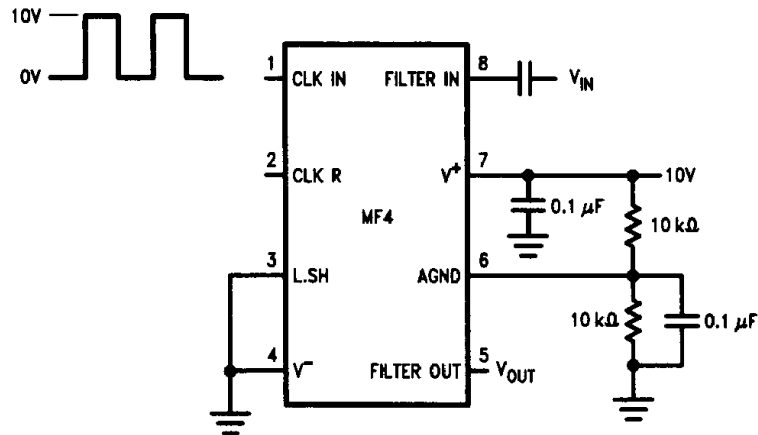 10V
0V
1
CLK IN
FILTER IN
8
V_IN
2
CLK R
V⁺
7
10V
0.1 μF
10 kΩ
MF4
3
L.SH
AGND
6
10 kΩ
0.1 μF
4
V⁻
FILTER OUT
5
V_OUT